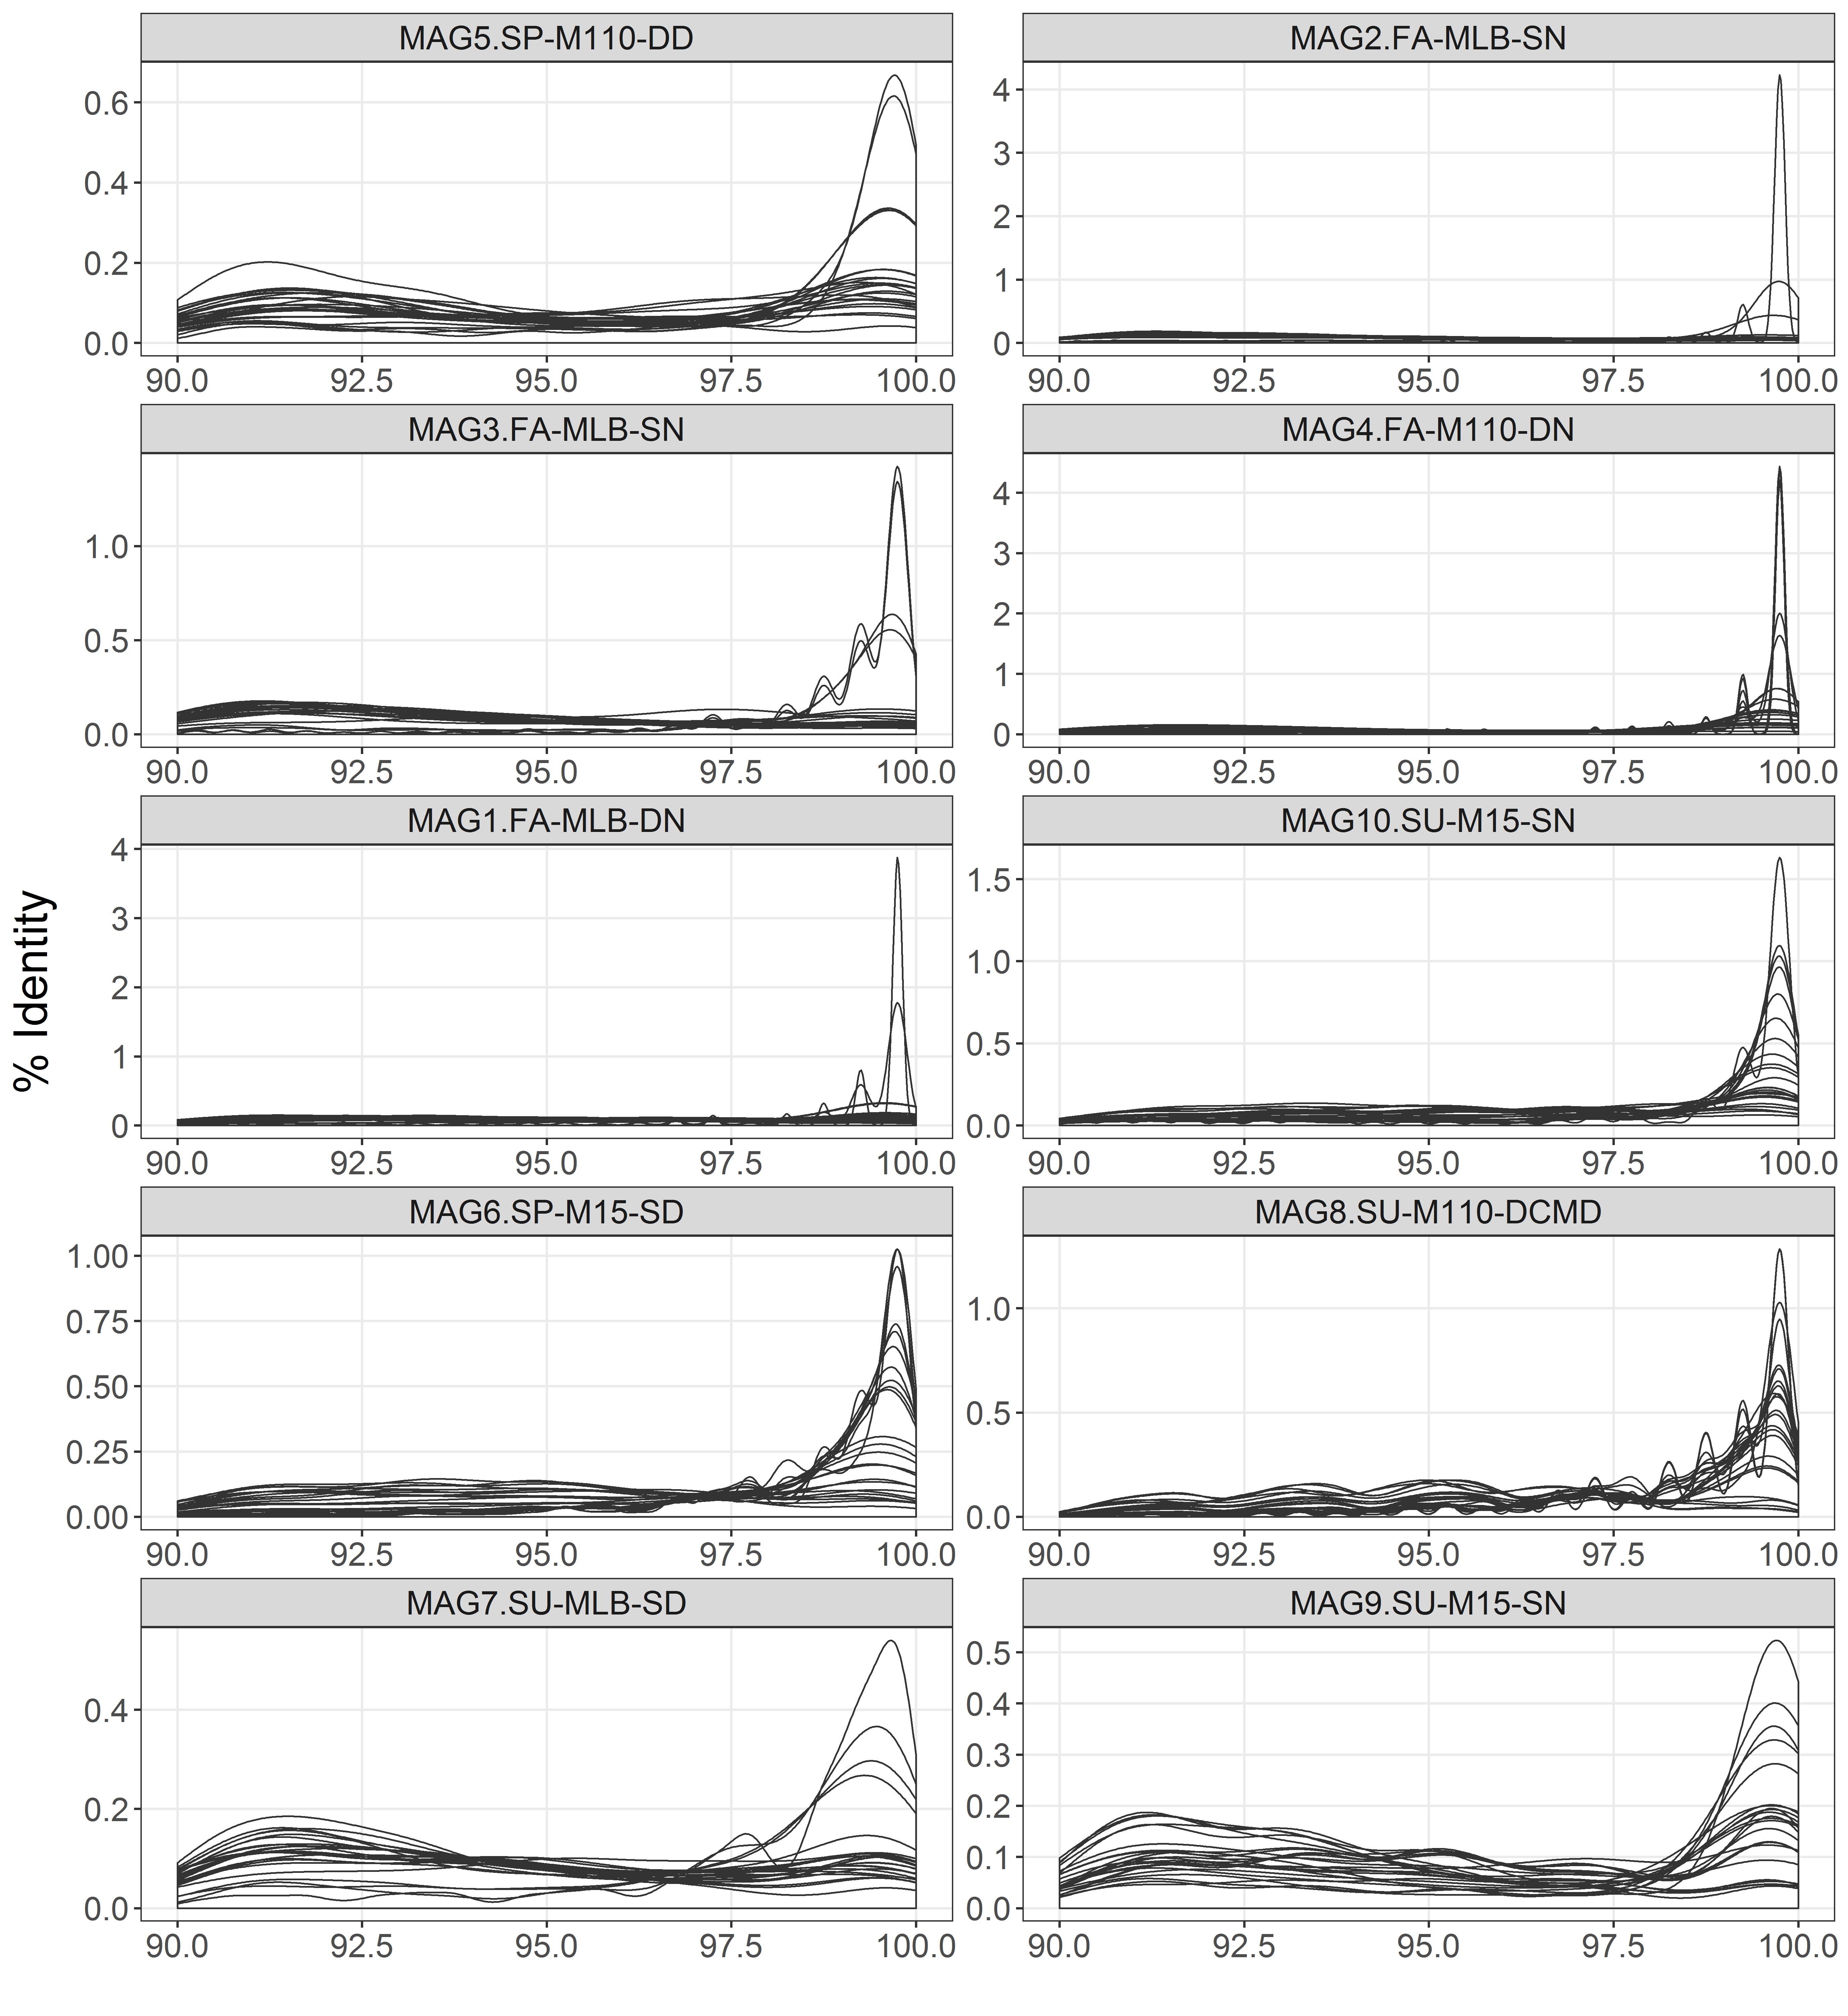 MAG5.SP-M110-DD
MAG2.FA-MLB-SN
0.6
0.4
0.2
0.0
90.0 92.5 95.0 97.5 100.0
4
3
2
1
0
90.0 92.5 95.0 97.5 100.0
MAG3.FA-MLB-SN
MAG4.FA-M110-DN
1.0
0.5
0.0
90.0 92.5 95.0 97.5 100.0
4
3
2
1
0
90.0 92.5 95.0 97.5 100.0
MAG1.FA-MLB-DN
MAG10.SU-M15-SN
4
3
2
1
0
90.0 92.5 95.0 97.5 100.0
1.5
1.0
0.5
0.0
90.0 92.5 95.0 97.5 100.0
% Identity
MAG6.SP-M15-SD
MAG8.SU-M110-DCMD
1.00
0.75
0.50
0.25
0.00
90.0 92.5 95.0 97.5 100.0
1.0
0.5
0.0
90.0 92.5 95.0 97.5 100.0
MAG7.SU-MLB-SD
MAG9.SU-M15-SN
0.4
0.2
0.0
90.0 92.5 95.0 97.5 100.0
0.5
0.4
0.3
0.2
0.1
0.0
90.0 92.5 95.0 97.5 100.0